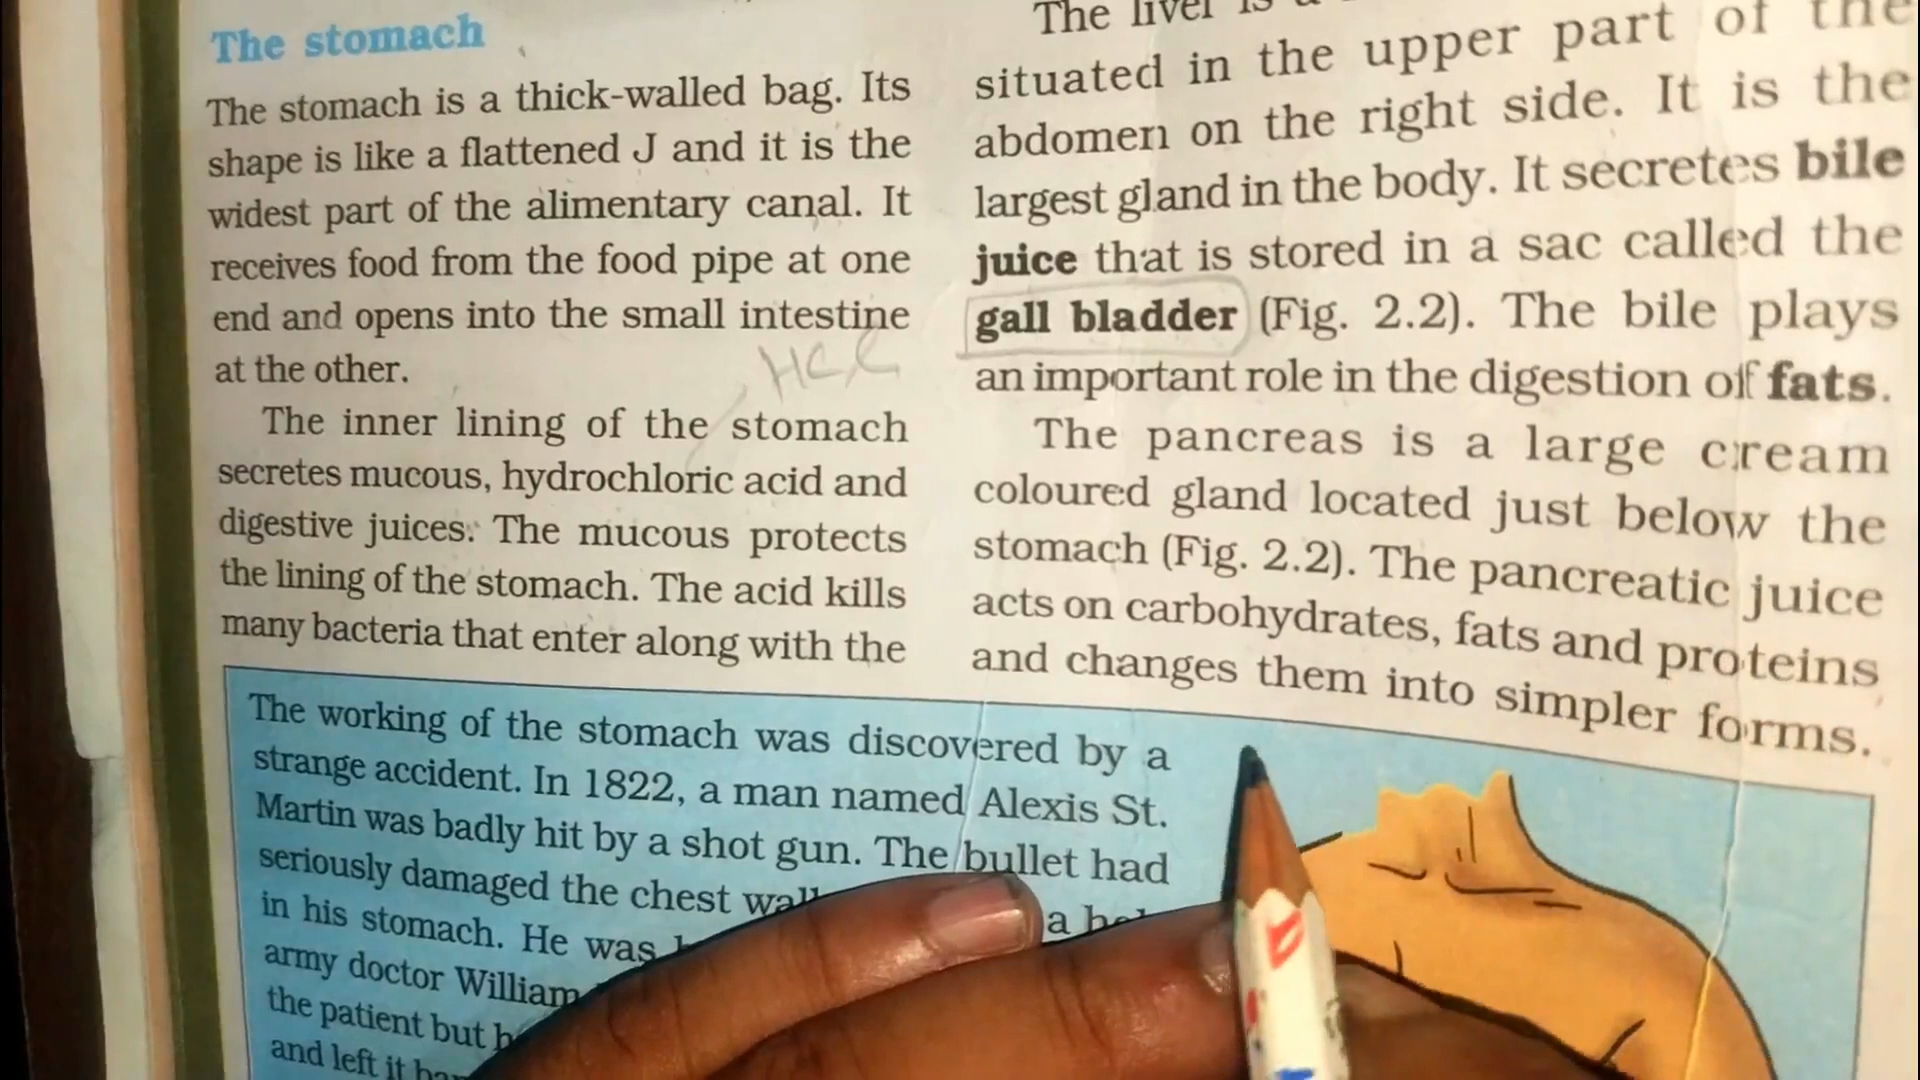 The stomach
The stomach is a thick-walled bag. Its
shape is like a flattened J and it is the
widest part of the alimentary canal. It
receives food from the food pipe at one
end and opens into the small intestine
at the other.
The inner lining of the stomach
secretes mucous, hydrochloric acid and
digestive juices. The mucous protects
the lining of the stomach. The acid kills
many bacteria that enter along with the
The liver is a
situated in the upper part of the
abdomen on the right side. It is the
largest gland in the body. It secretes bile
juice that is stored in a sac called the
gall bladder (Fig. 2.2). The bile plays
an important role in the digestion of fats.
The pancreas is a large cream
coloured gland located just below the
stomach (Fig. 2.2). The pancreatic juice
acts on carbohydrates, fats and proteins
and changes them into simpler forms.
The working of the stomach was discovered by a
strange accident. In 1822, a man named Alexis St.
Martin was badly hit by a shot gun. The bullet had
seriously damaged the chest wall a
in his stomach. He was
army doctor William
the patient but
and left it